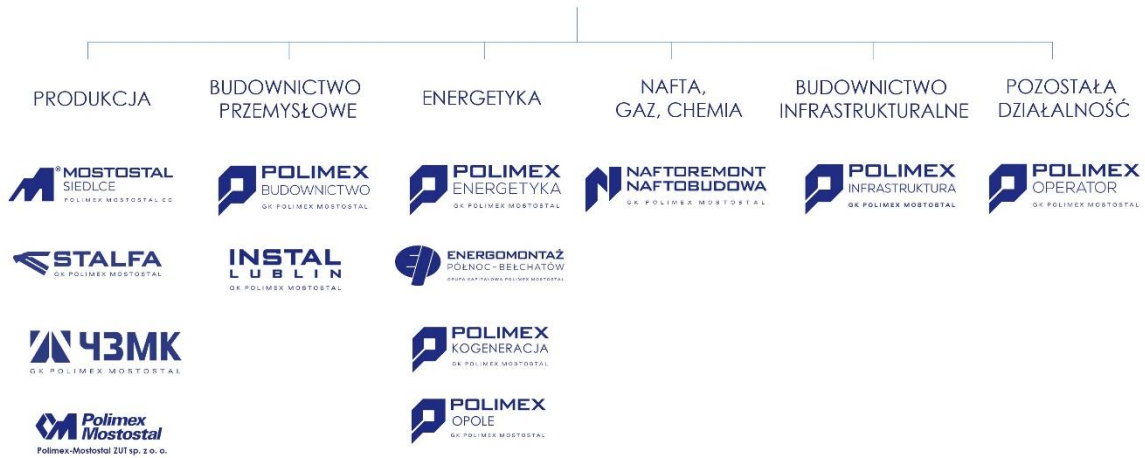 PRODUKCJA
BUDOWNICTWO
PRZEMYSŁOWE
ENERGETYKA
NAFTA,
GAZ, CHEMIA
BUDOWNICTWO
INFRASTRUKTURALNE
POZOSTAŁA
DZIAŁALNOŚĆ
®MOSTOSTAL
SIEDLCE
POLIMEX MOSTOSTAL CG
POLIMEX
BUDOWNICTWO
GK POLIMEX MOSTOSTAL
POLIMEX
ENERGETYKA
GK POLIMEX MOSTOSTAL
NAFTOREMONT
NAFTOBUDOWA
GK POLIMEX MOSTOSTAL
POLIMEX
INFRASTRUKTURA
GK POLIMEX MOSTOSTAL
POLIMEX
OPERATOR
GK POLIMEX MOSTOSTAL
STALFA
GK POLIMEX MOSTOSTAL
INSTAL
LUBLIN
GK POLIMEX MOSTOSTAL
ENERGOMONTAŻ
PÓŁNOC-BEŁCHATÓW
GRUPA KAPITAŁOWA POLIMEX MOSTOSTAL
ЧЗМК
GK POLIMEX MOSTOSTAL
POLIMEX
KOGENERACJA
GK POLIMEX MOSTOSTAL
Polimex
Mostostal
Polimex-Mostostal ZUT sp. z o. o.
POLIMEX
OPOLE
GK POLIMEX MOSTOSTAL